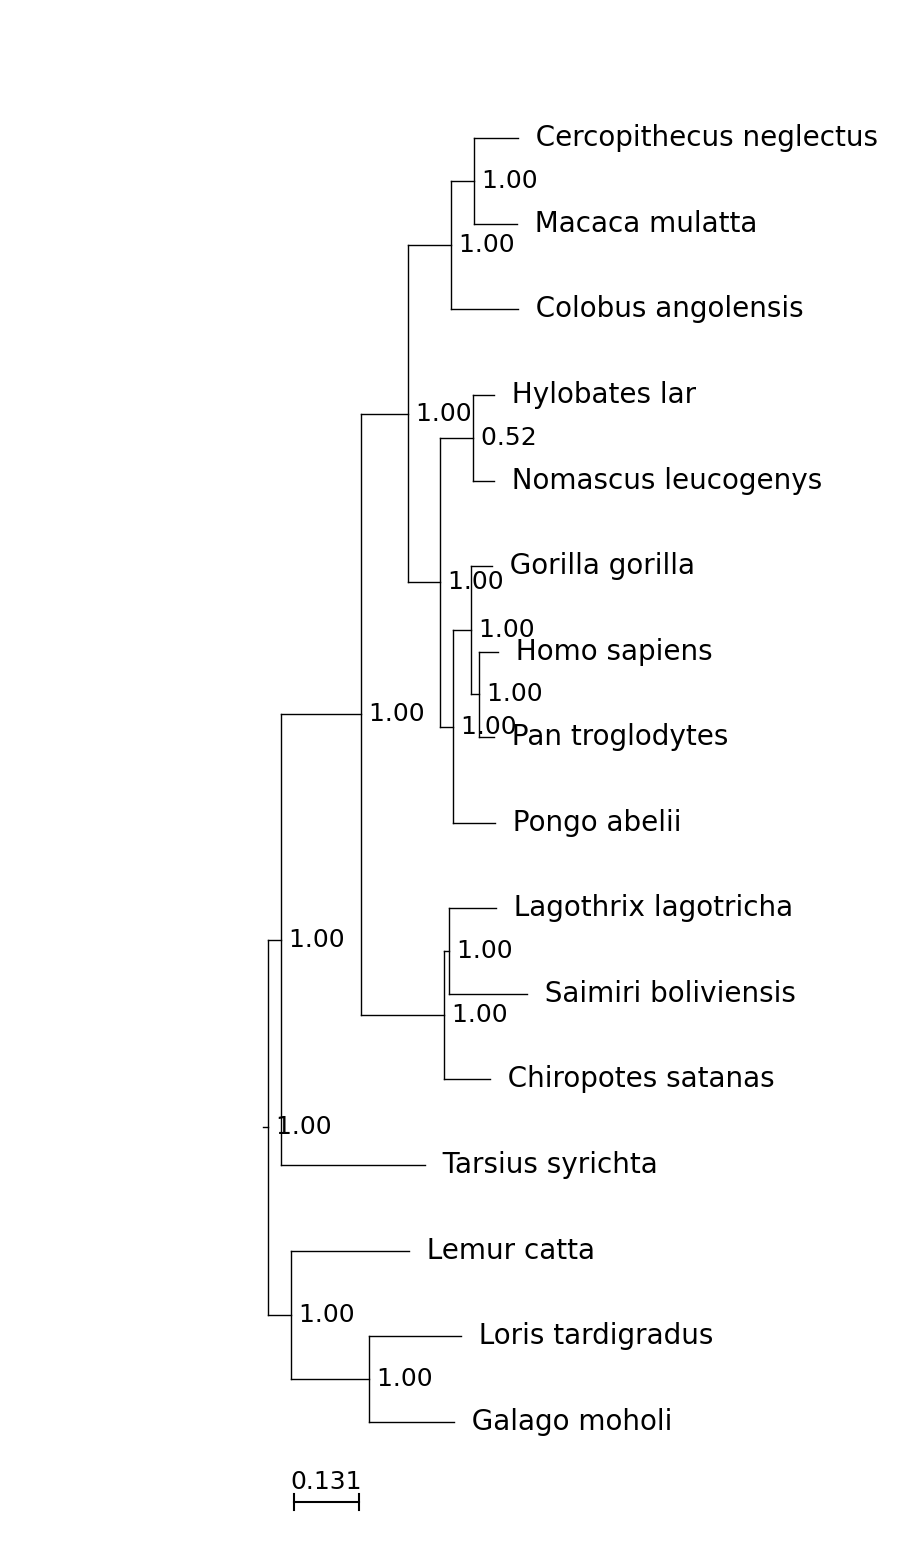 Cercopithecus neglectus
1.00
Macaca mulatta
1.00
Colobus angolensis
Hylobates lar
1.00
0.52
Nomascus leucogenys
Gorilla gorilla
1.00
1.00
Homo sapiens
1.00
1.00
1.00
Pan troglodytes
Pongo abelii
Lagothrix lagotricha
1.00
1.00
Saimiri boliviensis
1.00
Chiropotes satanas
1.00
Tarsius syrichta
Lemur catta
1.00
Loris tardigradus
1.00
Galago moholi
0.131